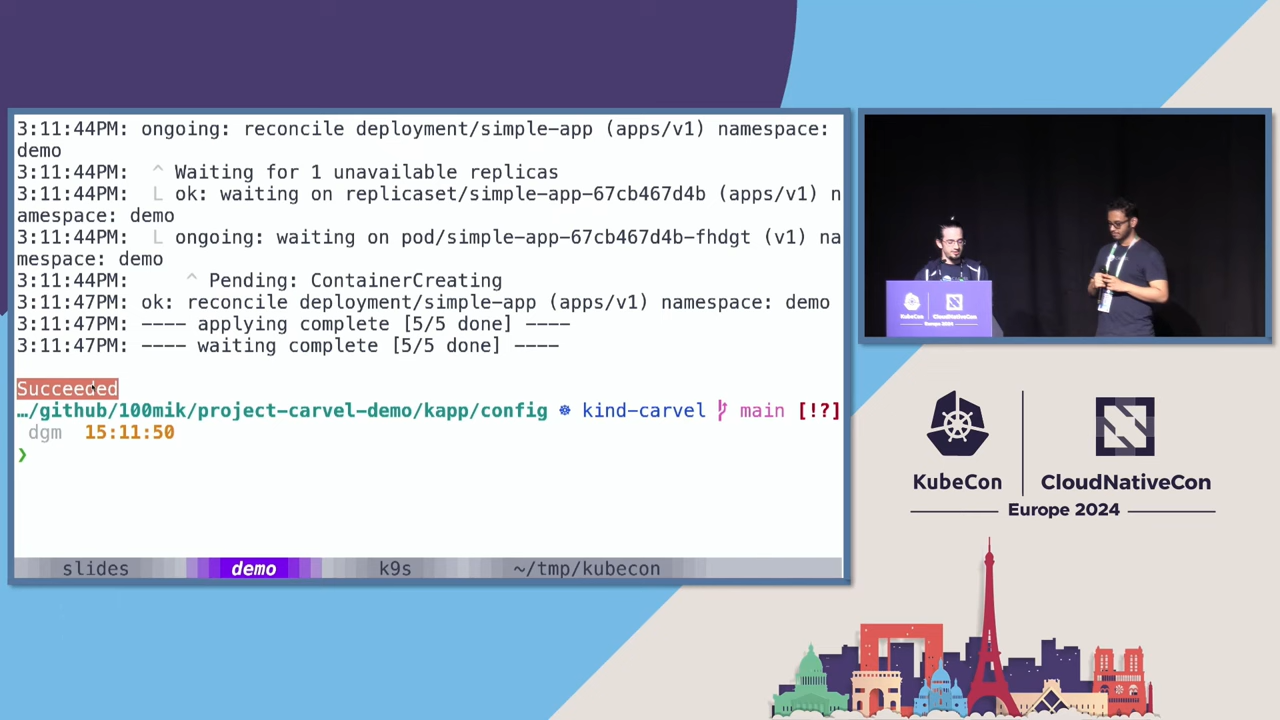 3:11:44PM: ongoing: reconcile deployment/simple-app (apps/v1) namespace:
demo
3:11:44PM:  ^ Waiting for 1 unavailable replicas
3:11:44PM:  L ok: waiting on replicaset/simple-app-67cb467d4b (apps/v1) n
amespace: demo
3:11:44PM:  L ongoing: waiting on pod/simple-app-67cb467d4b-fhdgt (v1) na
mespace: demo
3:11:44PM:     ^ Pending: ContainerCreating
3:11:47PM: ok: reconcile deployment/simple-app (apps/v1) namespace: demo
3:11:47PM: ---- applying complete [5/5 done] ----
3:11:47PM: ---- waiting complete [5/5 done] ----
Succeeded
…/github/100mik/project-carvel-demo/kapp/config ☸ kind-carvel main [!?]
dgm 15:11:50
❯
slides demo k9s ~/tmp/kubecon
KubeCon CloudNativeCon
Europe 2024
KubeCon CloudNativeCon
Europe 2024